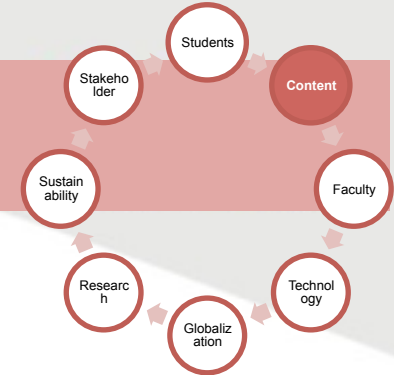 Students
Content
Faculty
Technol
ogy
Globaliz
ation
Researc
h
Sustain
ability
Stakeho
lder